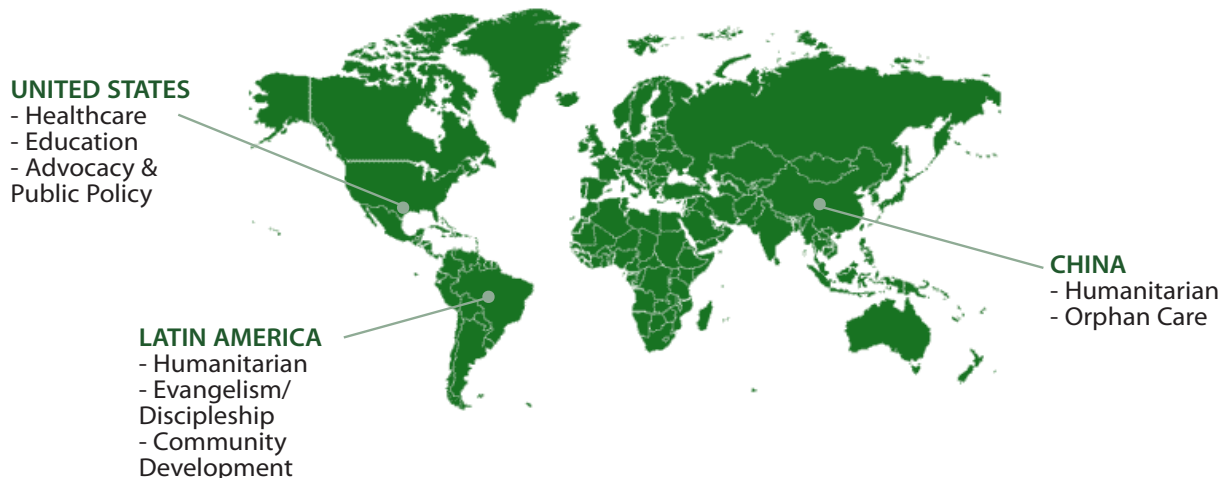 UNITED STATES
- Healthcare
- Education
- Advocacy &
Public Policy
LATIN AMERICA
- Humanitarian
- Evangelism/
Discipleship
- Community
Development
CHINA
- Humanitarian
- Orphan Care